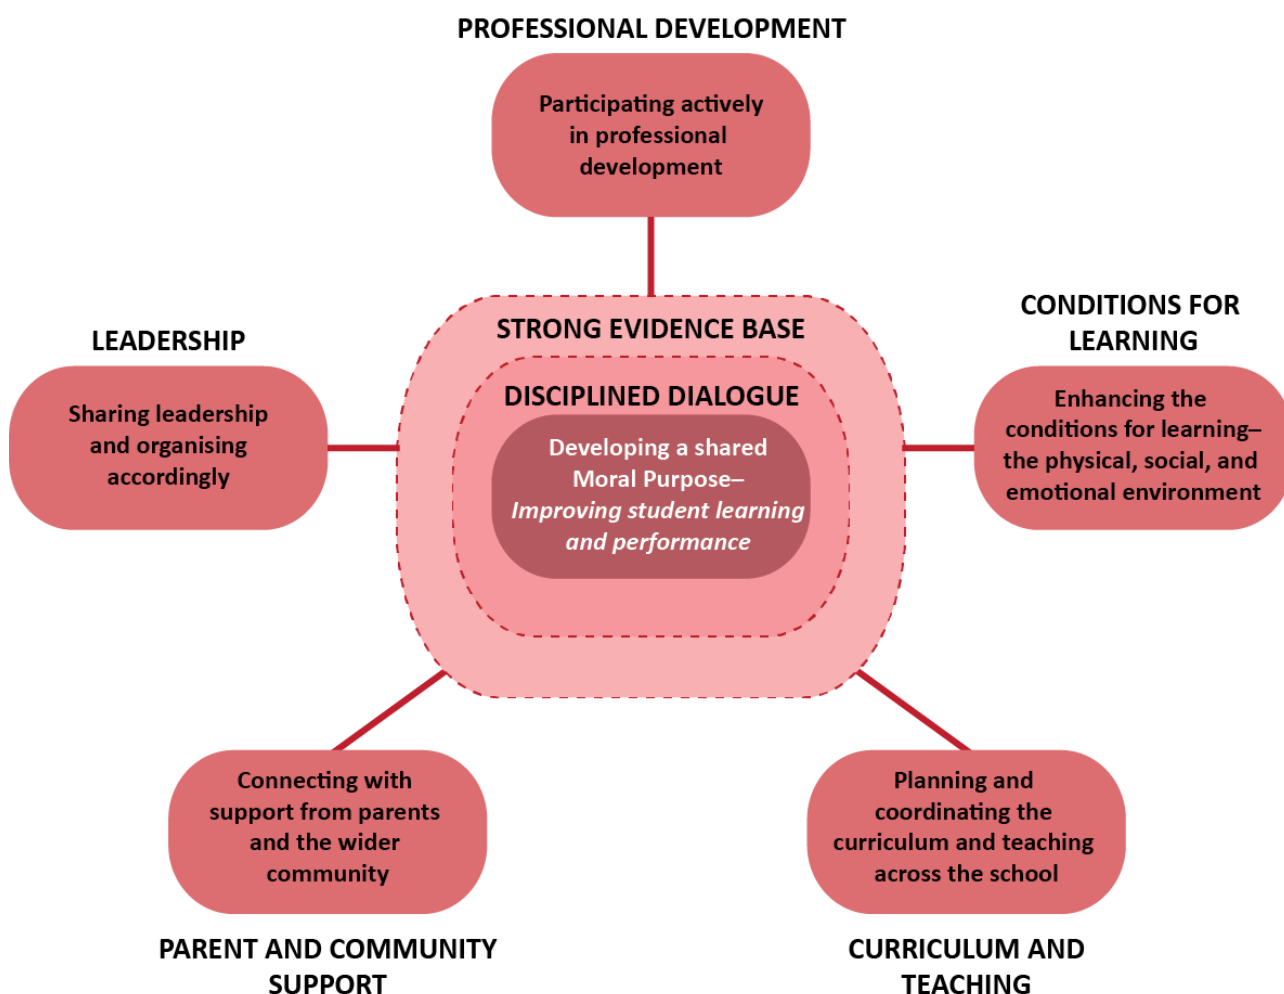 PROFESSIONAL DEVELOPMENT
Participating actively
in professional
development
LEADERSHIP
Sharing leadership
and organising
accordingly
STRONG EVIDENCE BASE
DISCIPLINED DIALOGUE
Developing a shared
Moral Purpose–
Improving student learning
and performance
CONDITIONS FOR
LEARNING
Enhancing the
conditions for learning–
the physical, social, and
emotional environment
Connecting with
support from parents
and the wider
community
PARENT AND COMMUNITY
SUPPORT
Planning and
coordinating the
curriculum and teaching
across the school
CURRICULUM AND
TEACHING